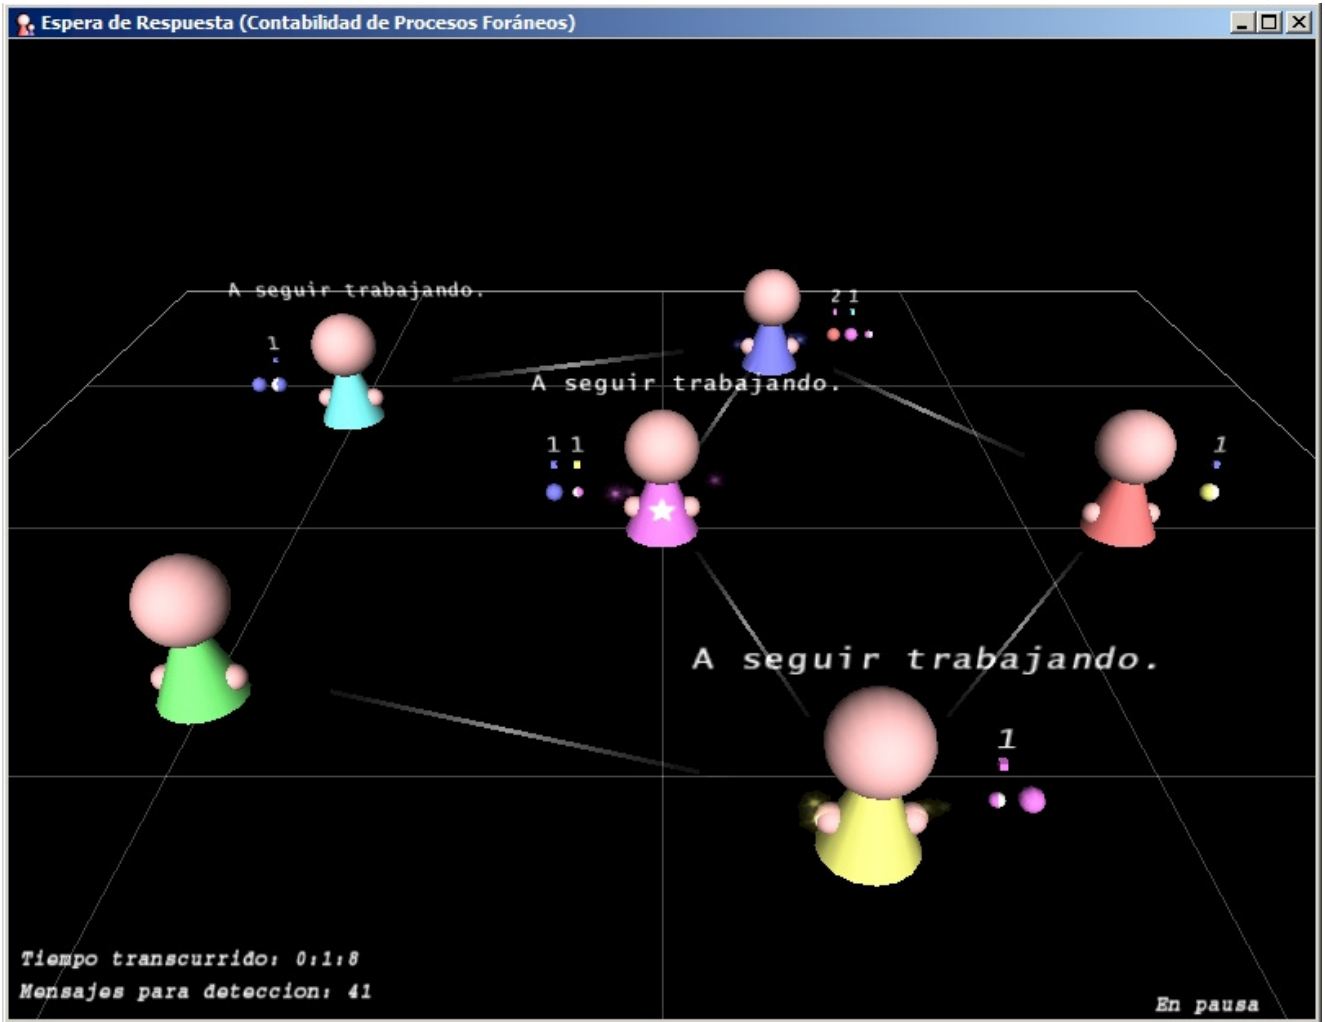 Espera de Respuesta (Contabilidad de Procesos Foráneos)
A seguir trabajando.
2 1
1
A seguir trabajando.
1 1
1
A seguir trabajando.
1
Tiempo transcurrido: 0:1:8
Mensajes para deteccion: 41
En pausa